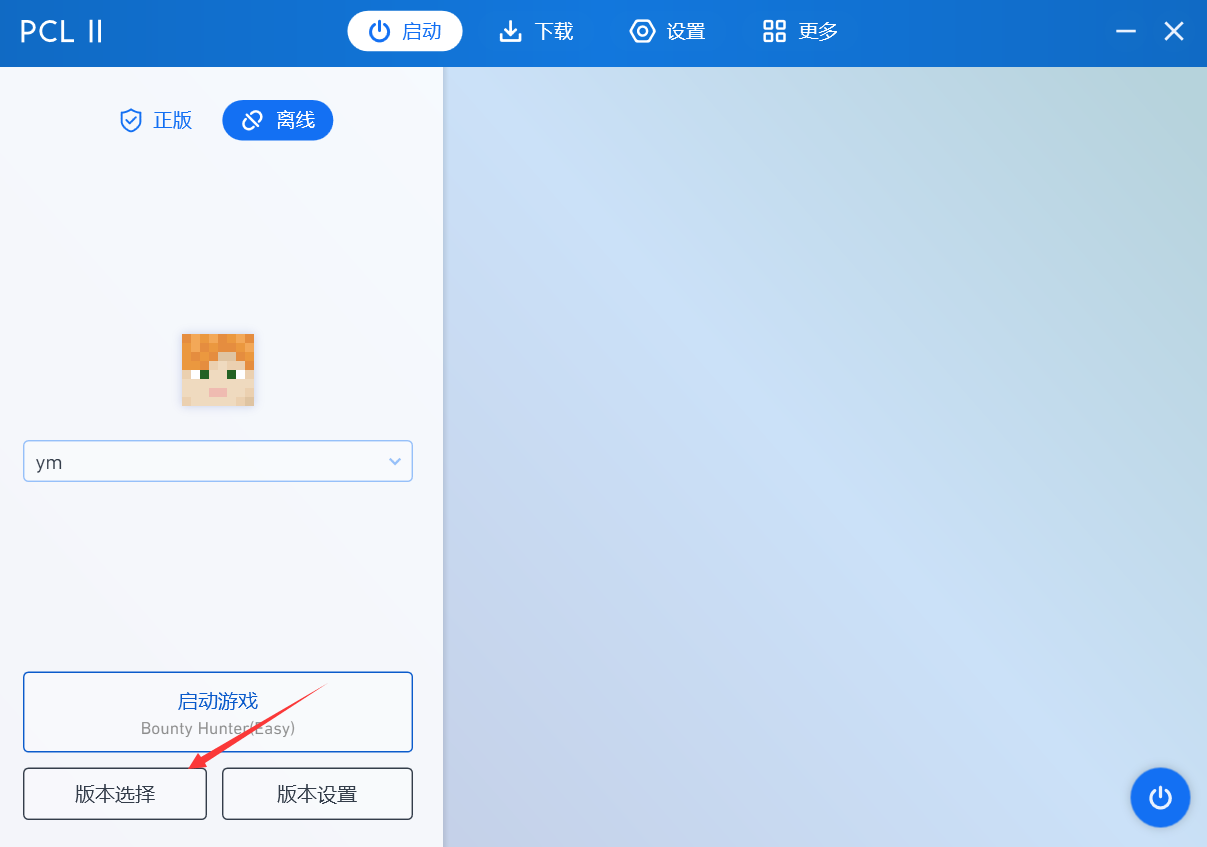 PCL II
启动
下载
设置
更多
正版
离线
ym
启动游戏
Bounty Hunter(Easy)
版本选择
版本设置